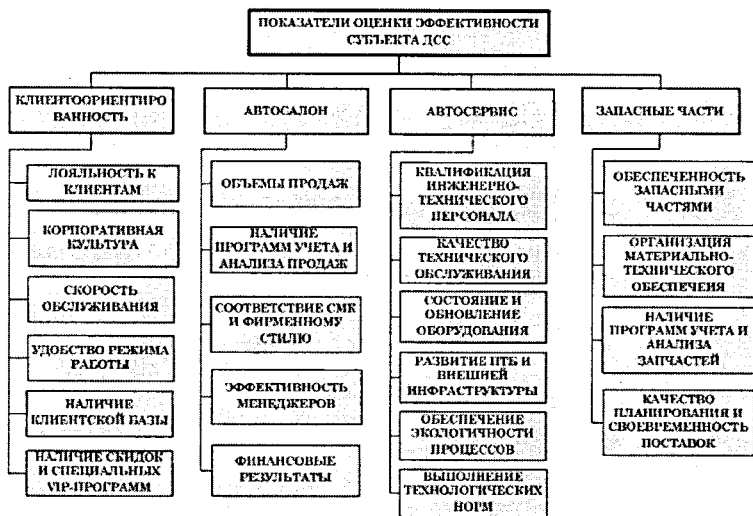 ПОКАЗАТЕЛИ ОЦЕНКИ ЭФФЕКТИВНОСТИ
СУБЪЕКТА ДСС
КЛИЕНТООРИЕНТИРО
ВАННОСТЬ
ЛОЯЛЬНОСТЬ К
КЛИЕНТАМ
КОРПОРАТИВНАЯ
КУЛЬТУРА
СКОРОСТЬ
ОБСЛУЖИВАНИЯ
УДОБСТВО РЕЖИМА
РАБОТЫ
НАЛИЧИЕ
КЛИЕНТСКОЙ БАЗЫ
НАЛИЧИЕ СКИДОК
И СПЕЦИАЛЬНЫХ
VIP-ПРОГРАММ
АВТОСАЛОН
ОБЪЕМЫ ПРОДАЖ
НАЛИЧИЕ
ПРОГРАММ УЧЕТА И
АНАЛИЗА ПРОДАЖ
СООТВЕТСТВИЕ СМК
И ФИРМЕННОМУ
СТИЛЮ
ЭФФЕКТИВНОСТЬ
МЕНЕДЖЕРОВ
ФИНАНСОВЫЕ
РЕЗУЛЬТАТЫ
АВТОСЕРВИС
КВАЛИФИКАЦИЯ
ИНЖЕНЕРНО-
ТЕХНИЧЕСКОГО
ПЕРСОНАЛА
КАЧЕСТВО
ТЕХНИЧЕСКОГО
ОБСЛУЖИВАНИЯ
СОСТОЯНИЕ И
ОБНОВЛЕНИЕ
ОБОРУДОВАНИЯ
РАЗВИТИЕ ПТБ И
ВНЕШНЕЙ
ИНФРАСТРУКТУРЫ
ОБЕСПЕЧЕНИЕ
ЭКОЛОГИЧНОСТИ
ПРОЦЕССОВ
ВЫПОЛНЕНИЕ
ТЕХНОЛОГИЧЕСКИХ
НОРМ
ЗАПАСНЫЕ ЧАСТИ
ОБЕСПЕЧЕННОСТЬ
ЗАПАСНЫМИ
ЧАСТЯМИ
ОРГАНИЗАЦИЯ
МАТЕРИАЛЬНО-
ТЕХНИЧЕСКОГО
ОБЕСПЕЧЕИЯ
НАЛИЧИЕ
ПРОГРАММ УЧЕТА И
АНАЛИЗА
ЗАПЧАСТЕЙ
КАЧЕСТВО
ПЛАНИРОВАНИЯ И
СВОЕВРЕМЕННОСТЬ
ПОСТАВОК